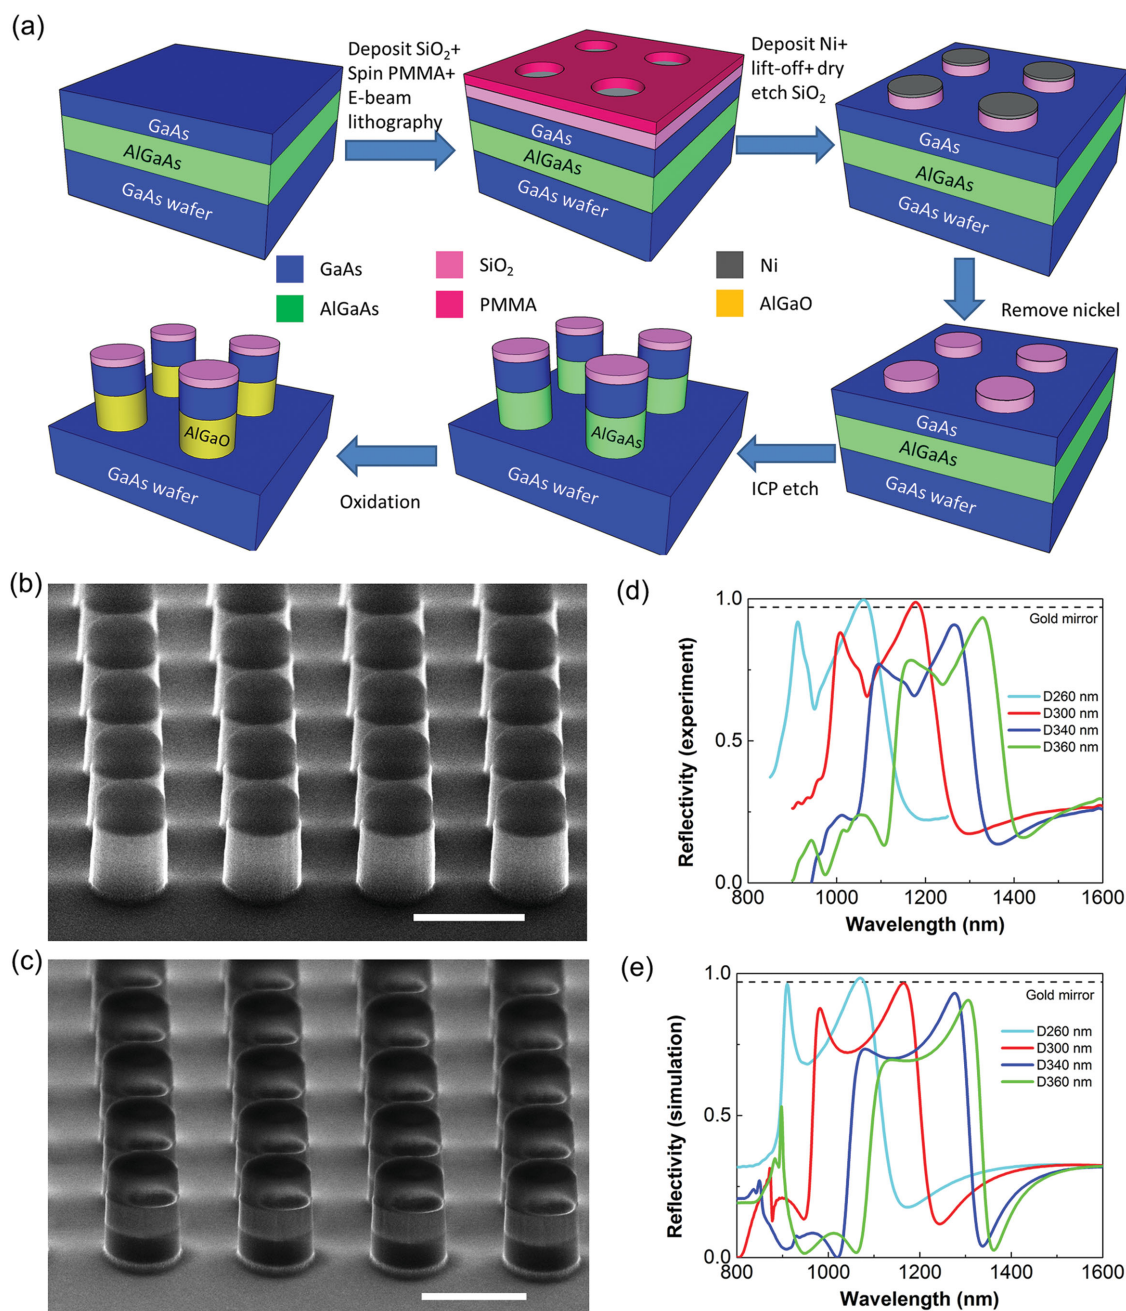 (a)
Deposit SiO2+
Spin PMMA+
E-beam
lithography
Deposit Ni+
lift-off+ dry
etch SiO2
GaAs
AlGaAs
GaAs wafer
GaAs
AlGaAs
GaAs wafer
GaAs
AlGaAs
GaAs wafer
GaAs
AlGaAs
SiO2
PMMA
Ni
AlGaO
Remove nickel
GaAs
AlGaAs
GaAs wafer
ICP etch
AlGaAs
GaAs wafer
Oxidation
AlGaO
GaAs wafer
(b)
(c)
(d)
Reflectivity (experiment)
1.0
0.5
0.0
Gold mirror
D260 nm
D300 nm
D340 nm
D360 nm
800 1000 1200 1400 1600
Wavelength (nm)
(e)
Reflectivity (simulation)
1.0
0.5
0.0
Gold mirror
D260 nm
D300 nm
D340 nm
D360 nm
800 1000 1200 1400 1600
Wavelength (nm)